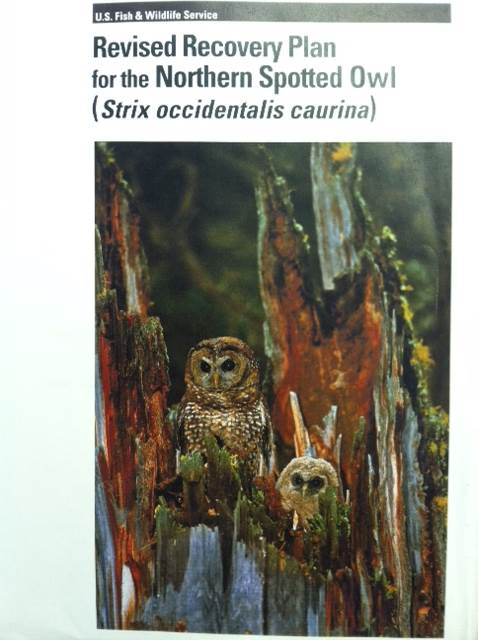 U.S. Fish & Wildlife Service
Revised Recovery Plan
for the Northern Spotted Owl
(Strix occidentalis caurina)